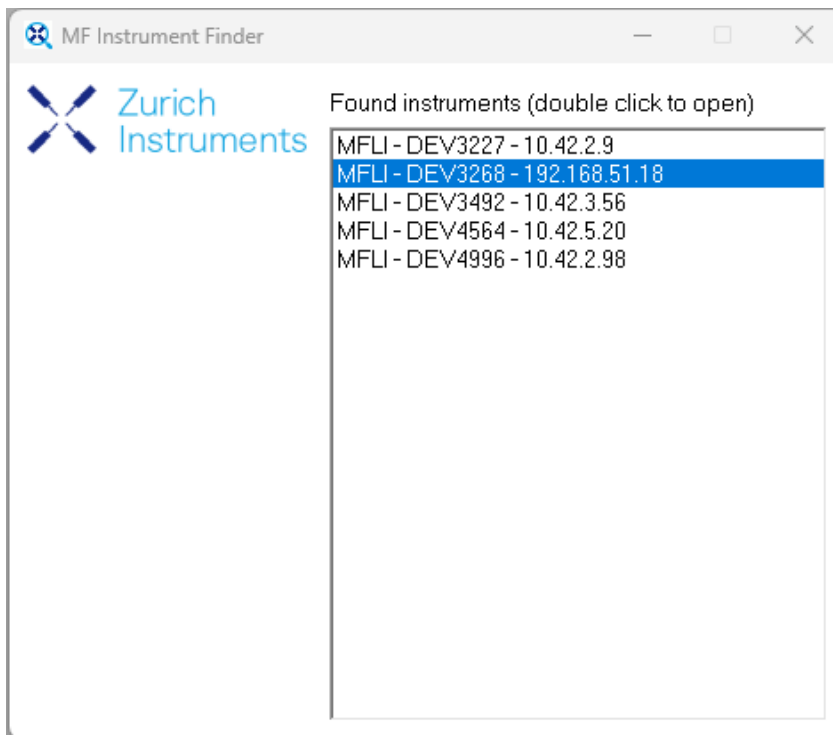 MF Instrument Finder
Zurich
Instruments
Found instruments (double click to open)
MFLI - DEV3227 - 10.42.2.9
MFLI - DEV3268 - 192.168.51.18
MFLI - DEV3492 - 10.42.3.56
MFLI - DEV4564 - 10.42.5.20
MFLI - DEV4996 - 10.42.2.98